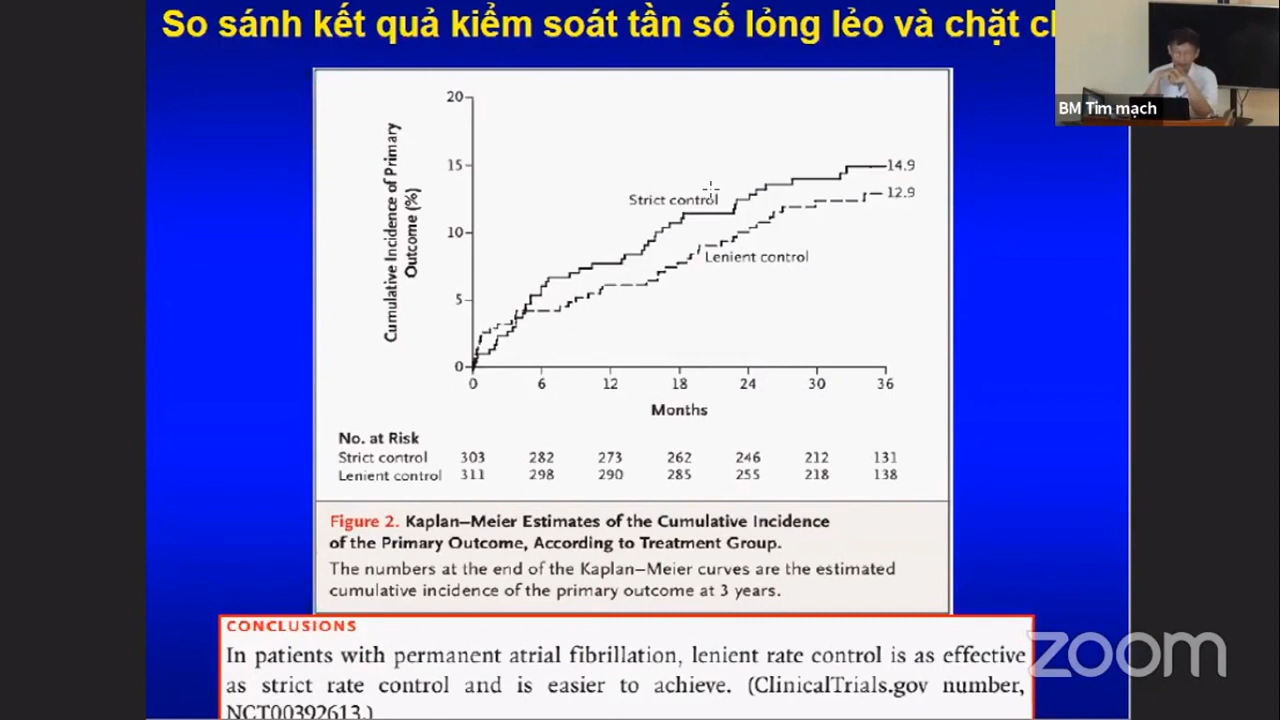 So sánh kết quả kiểm soát tần số lỏng lẻo và chặt
BM Tim mạch
20
15
10
5
0
Cumulative Incidence of Primary
Outcome (%)
Strict control
Lenient control
14.9
12.9
0 6 12 18 24 30 36
Months
No. at Risk
Strict control 303 282 273 262 246 212 131
Lenient control 311 298 290 285 255 218 138
Figure 2. Kaplan–Meier Estimates of the Cumulative Incidence
of the Primary Outcome, According to Treatment Group.
The numbers at the end of the Kaplan–Meier curves are the estimated
cumulative incidence of the primary outcome at 3 years.
CONCLUSIONS
In patients with permanent atrial fibrillation, lenient rate control is as effective
as strict rate control and is easier to achieve. (ClinicalTrials.gov number,
NCT00392613.)
zoom